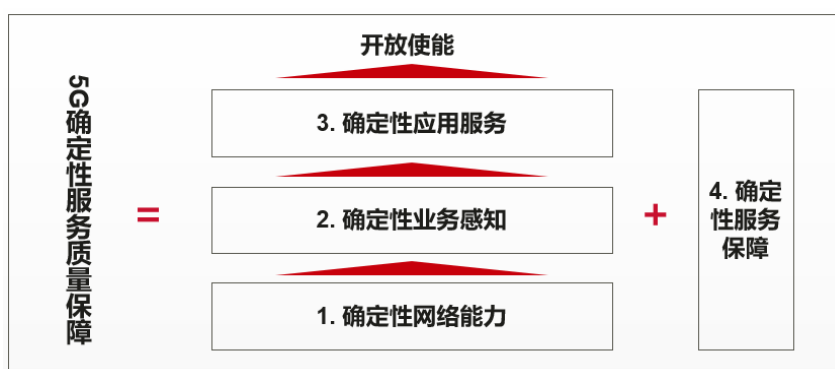 5G确定性服务质量保障
=
开放使能
3. 确定性应用服务
2. 确定性业务感知
1. 确定性网络能力
+
4. 确定
性服务
保障